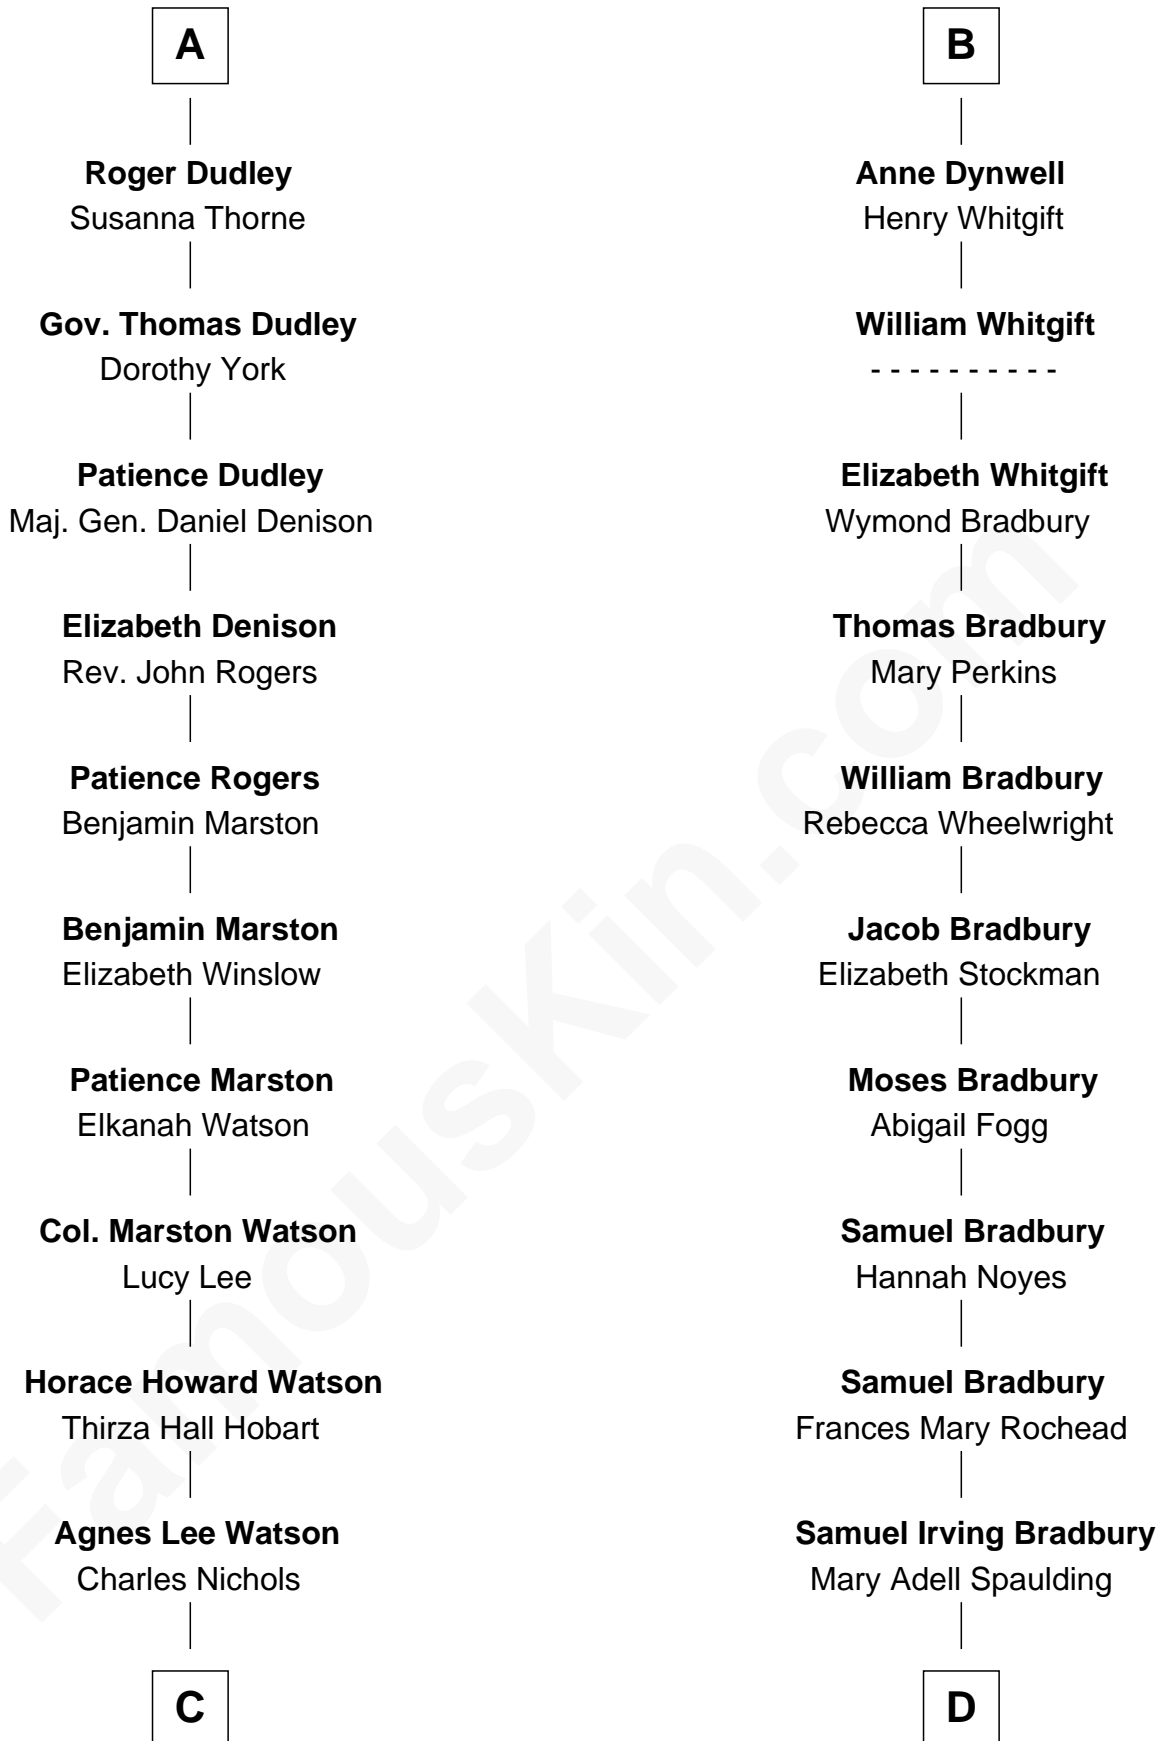 A
Roger Dudley
Susanna Thorne
Gov. Thomas Dudley
Dorothy York
Patience Dudley
Maj. Gen. Daniel Denison
Elizabeth Denison
Rev. John Rogers
Patience Rogers
Benjamin Marston
Benjamin Marston
Elizabeth Winslow
Patience Marston
Elkanah Watson
Col. Marston Watson
Lucy Lee
Horace Howard Watson
Thirza Hall Hobart
Agnes Lee Watson
Charles Nichols
C
B
Anne Dynwell
Henry Whitgift
William Whitgift
- - - - - - - - - -
Elizabeth Whitgift
Wymond Bradbury
Thomas Bradbury
Mary Perkins
William Bradbury
Rebecca Wheelwright
Jacob Bradbury
Elizabeth Stockman
Moses Bradbury
Abigail Fogg
Samuel Bradbury
Hannah Noyes
Samuel Bradbury
Frances Mary Rochead
Samuel Irving Bradbury
Mary Adell Spaulding
D
FamousKin.com